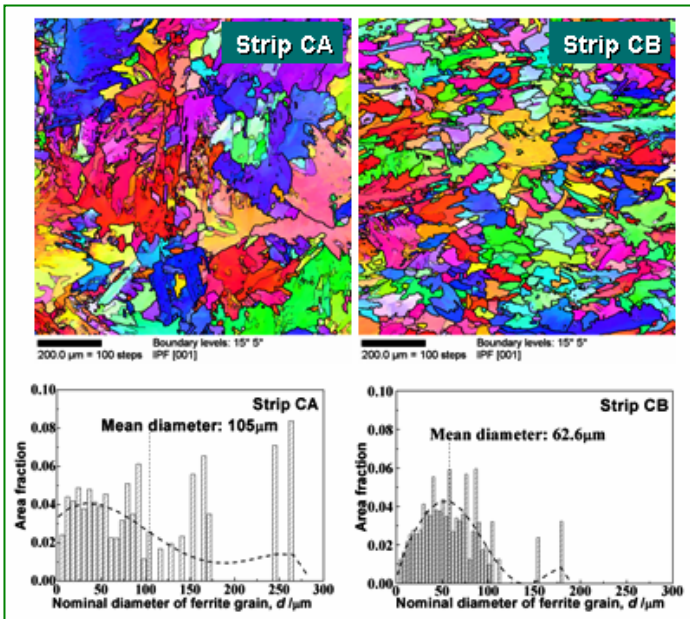 Strip CA
Strip CB
200.0 µm = 100 steps
Boundary levels: 15° 5°
IPF [001]
200.0 µm = 100 steps
Boundary levels: 15° 5°
IPF [001]
Strip CA
Mean diameter: 105µm
Area fraction
0.10
0.08
0.06
0.04
0.02
0.00
0 50 100 150 200 250 300
Nominal diameter of ferrite grain, d /µm
Strip CB
Mean diameter: 62.6µm
Area fraction
0.10
0.08
0.06
0.04
0.02
0.00
0 50 100 150 200 250 300
Nominal diameter of ferrite grain, d /µm